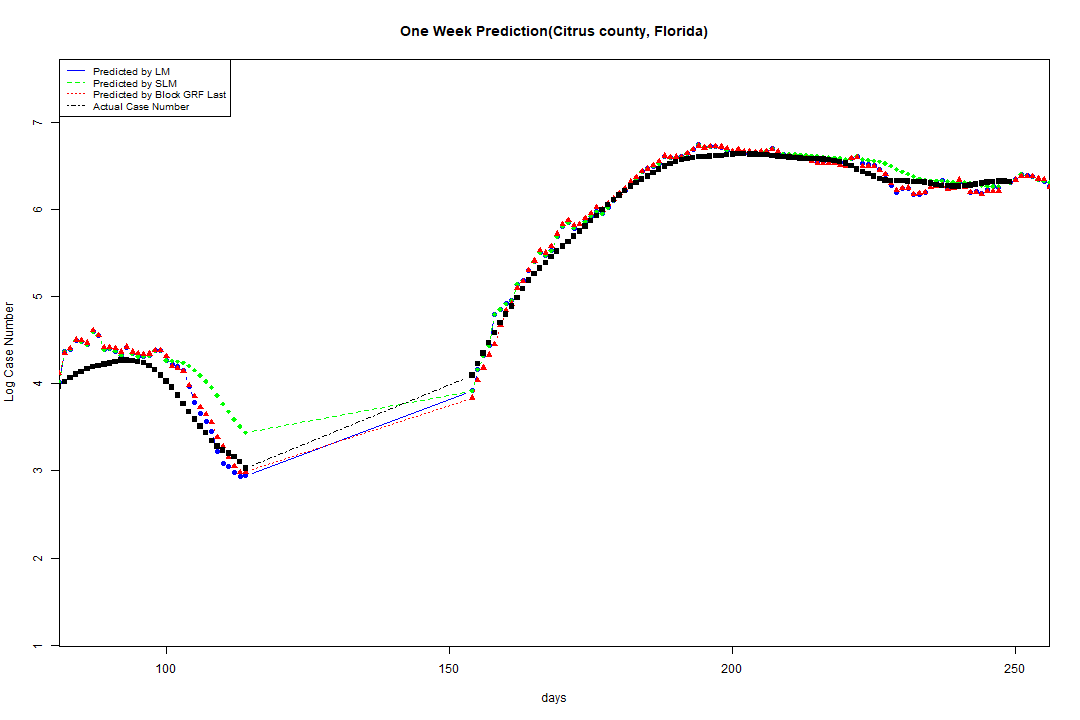 One Week Prediction(Citrus county, Florida)
Predicted by LM
Predicted by SLM
Predicted by Block GRF Last
Actual Case Number
7
6
5
4
3
2
1
Log Case Number
100 150 200 250
days